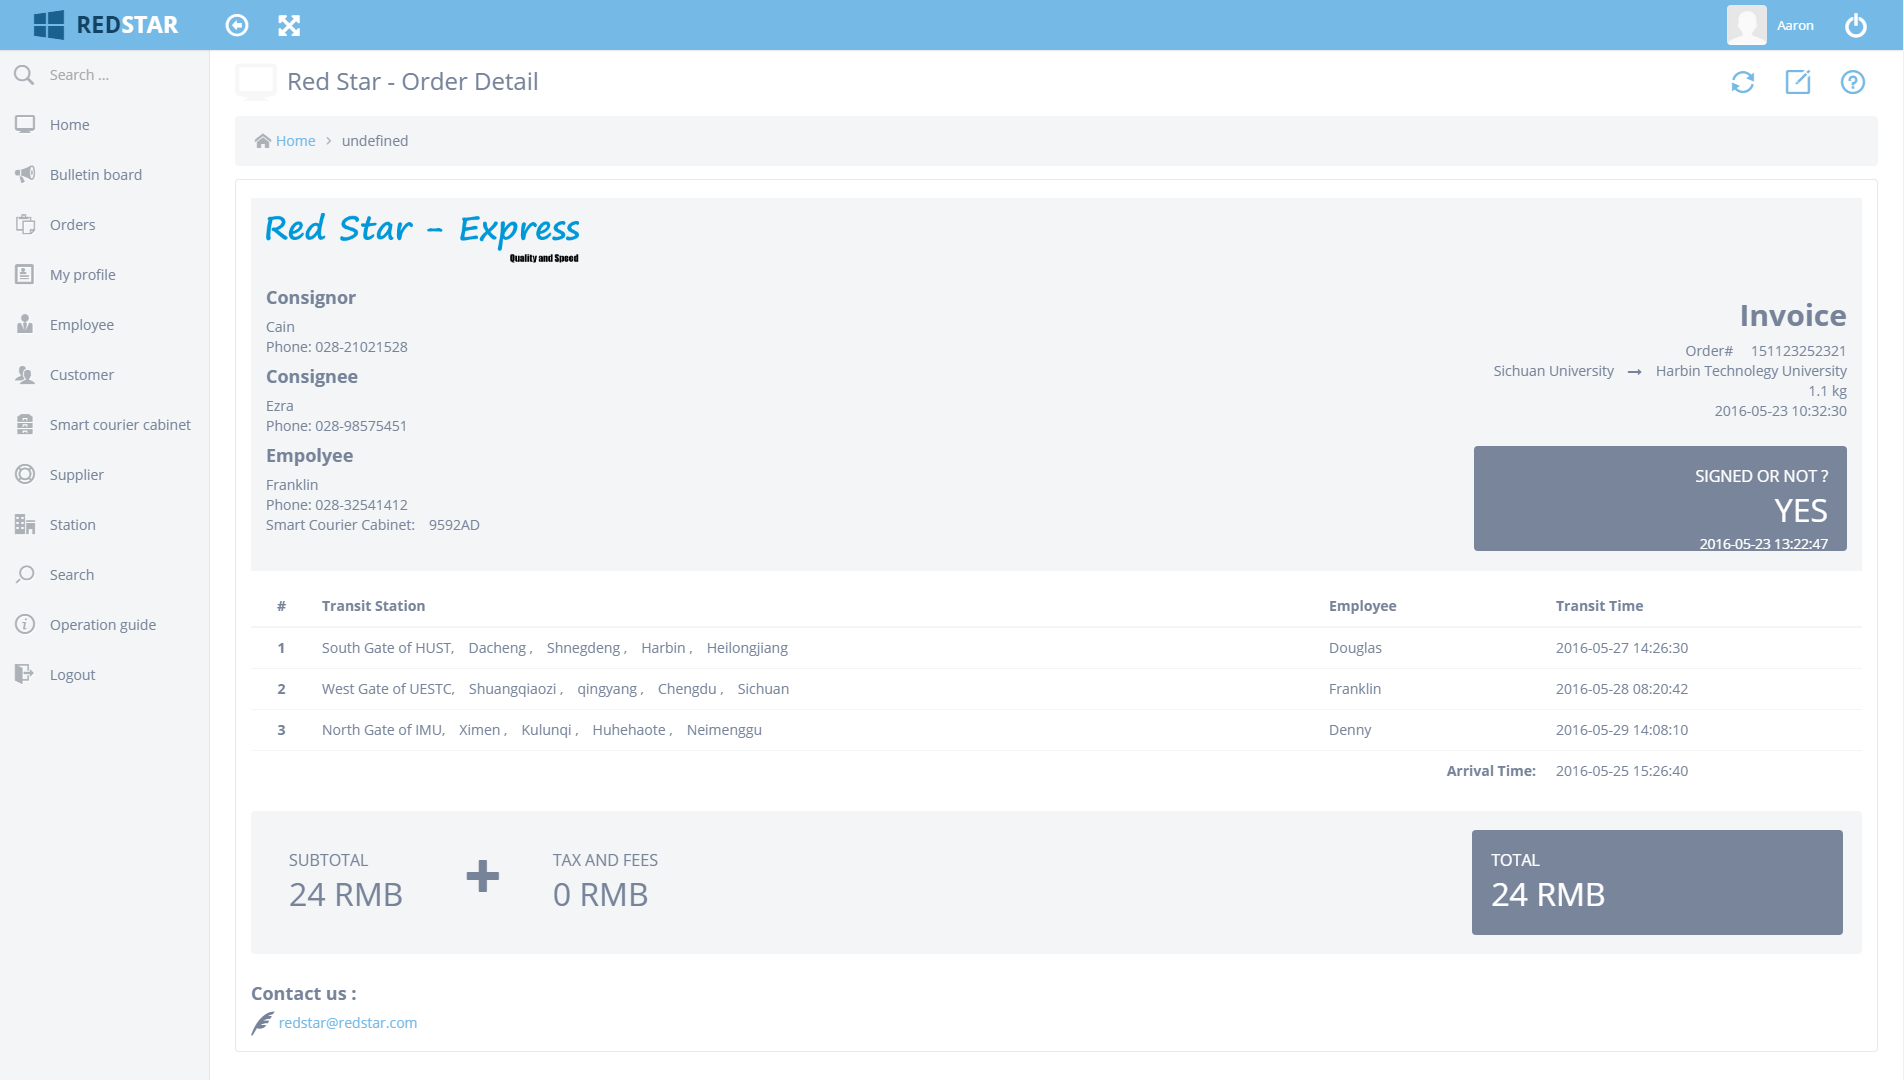 REDSTAR
Aaron
Search ...
Home
Bulletin board
Orders
My profile
Employee
Customer
Smart courier cabinet
Supplier
Station
Search
Operation guide
Logout
Red Star - Order Detail
Home > undefined
Red Star - Express
Quality and Speed
Consignor
Cain
Phone: 028-21021528
Consignee
Ezra
Phone: 028-98575451
Empolyee
Franklin
Phone: 028-32541412
Smart Courier Cabinet: 9592AD
Invoice
Order# 151123252321
Sichuan University → Harbin Technolegy University
1.1 kg
2016-05-23 10:32:30
SIGNED OR NOT ?
YES
2016-05-23 13:22:47
# Transit Station Employee Transit Time
1 South Gate of HUST, Dacheng , Shnegdeng , Harbin , Heilongjiang Douglas 2016-05-27 14:26:30
2 West Gate of UESTC, Shuangqiaozi , qingyang , Chengdu , Sichuan Franklin 2016-05-28 08:20:42
3 North Gate of IMU, Ximen , Kulunqi , Huhehaote , Neimenggu Denny 2016-05-29 14:08:10
Arrival Time: 2016-05-25 15:26:40
SUBTOTAL
24 RMB
+
TAX AND FEES
0 RMB
TOTAL
24 RMB
Contact us :
redstar@redstar.com